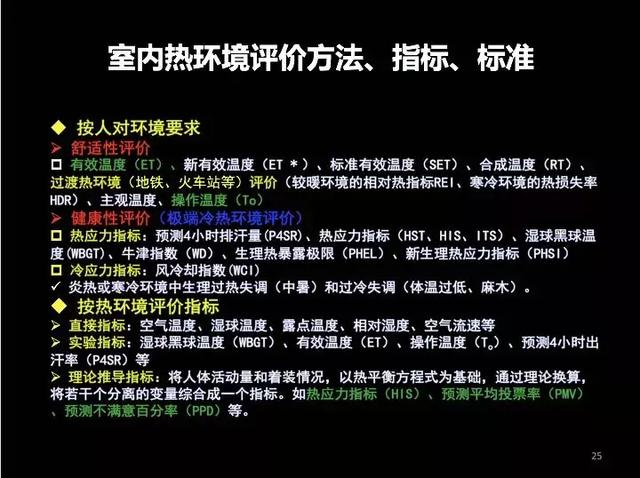 室内热环境评价方法、指标、标准
◆ 按人对环境要求
➢ 舒适性评价
□ 有效温度（ET）、新有效温度（ET *）、标准有效温度（SET）、合成温度（RT）、
过渡热环境（地铁、火车站等）评价（较暖环境的相对热指标REI、寒冷环境的热损失率
HDR）、主观温度、操作温度（To）
➢ 健康性评价（极端冷热环境评价）
□ 热应力指标：预测4小时排汗量(P4SR)、热应力指标（HST、HIS、ITS）、湿球黑球温
度(WBGT)、牛津指数（WD）、生理热暴露极限（PHEL）、新生理热应力指标（PHSI）
□ 冷应力指标：风冷却指数(WCI)
✓ 炎热或寒冷环境中生理过热失调（中暑）和过冷失调（体温过低、麻木）。
◆ 按热环境评价指标
➢ 直接指标：空气温度、湿球温度、露点温度、相对湿度、空气流速等
➢ 实验指标：湿球黑球温度（WBGT）、有效温度（ET）、操作温度（To）、预测4小时出
汗率（P4SR）等
➢ 理论推导指标：将人体活动量和着装情况，以热平衡方程式为基础，通过理论换算，
将若干个分离的变量综合成一个指标。如热应力指标（HIS）、预测平均投票率（PMV）
、预测不满意百分率（PPD）等。
25